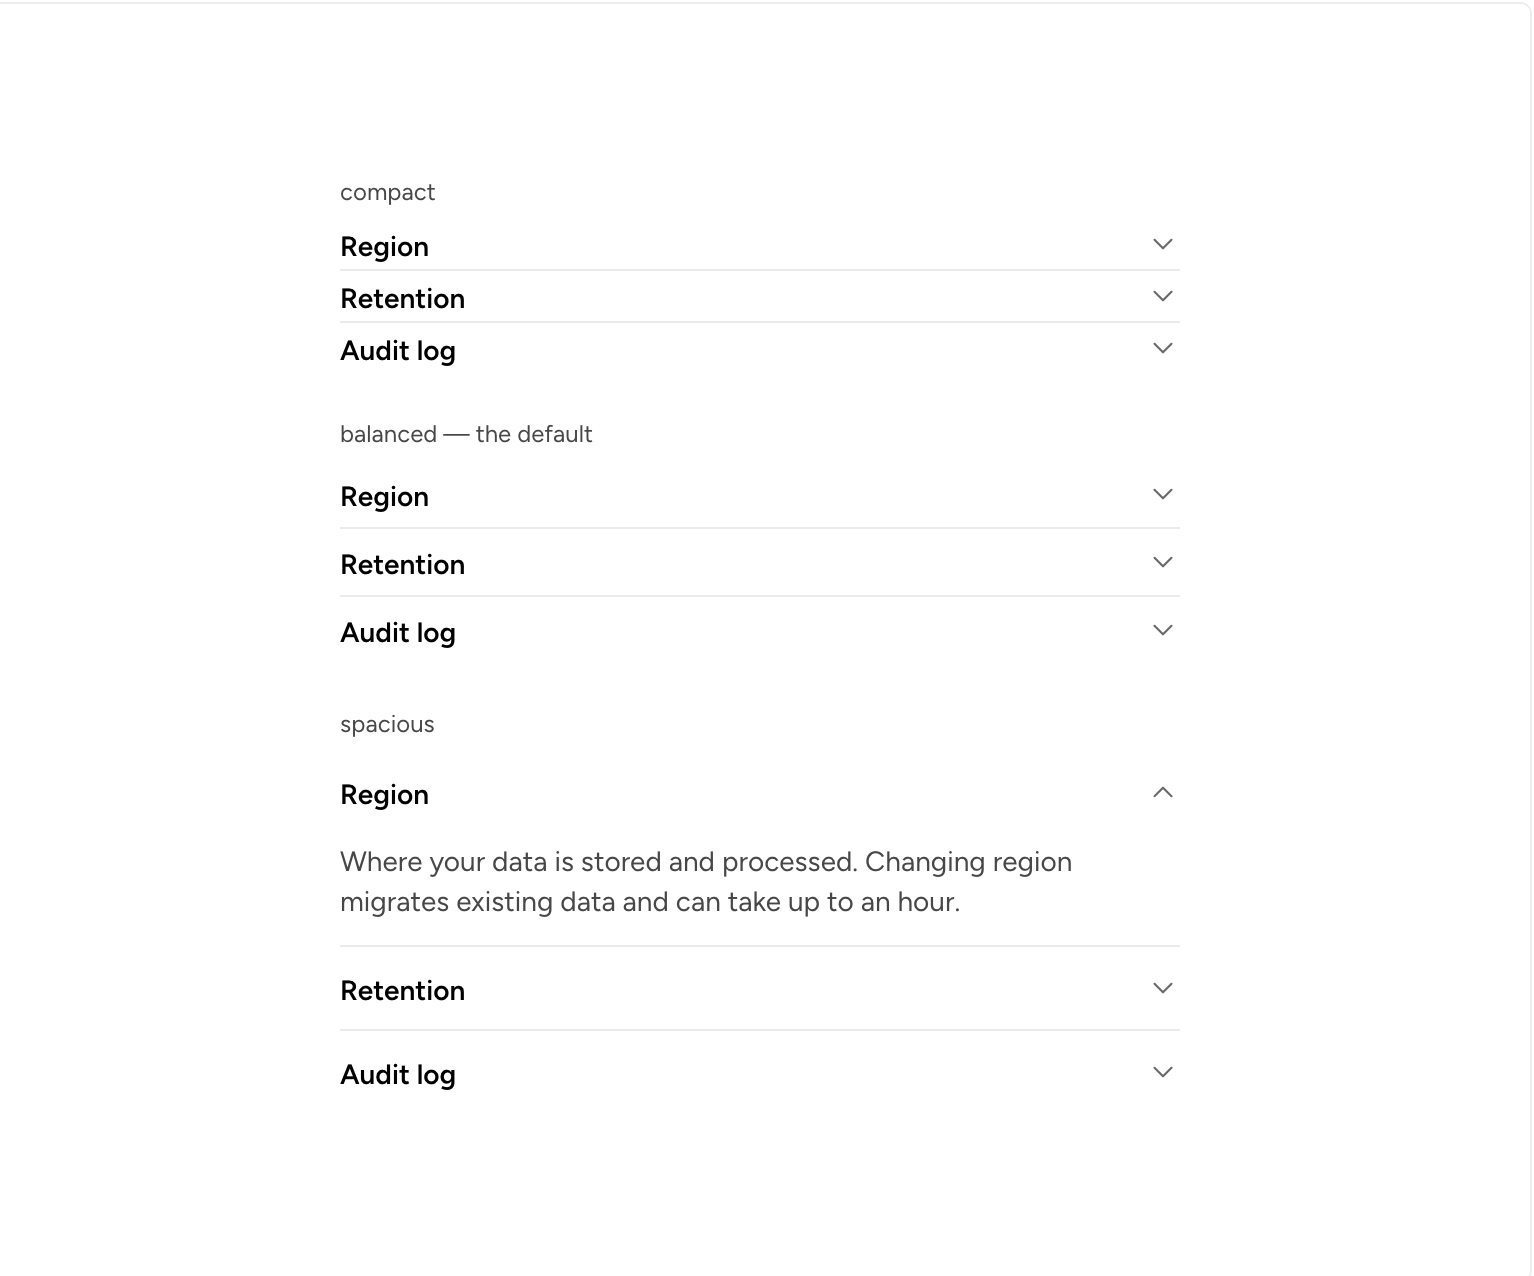 compact
Region
Retention
Audit log
balanced — the default
Region
Retention
Audit log
spacious
Region
Where your data is stored and processed. Changing region
migrates existing data and can take up to an hour.
Retention
Audit log